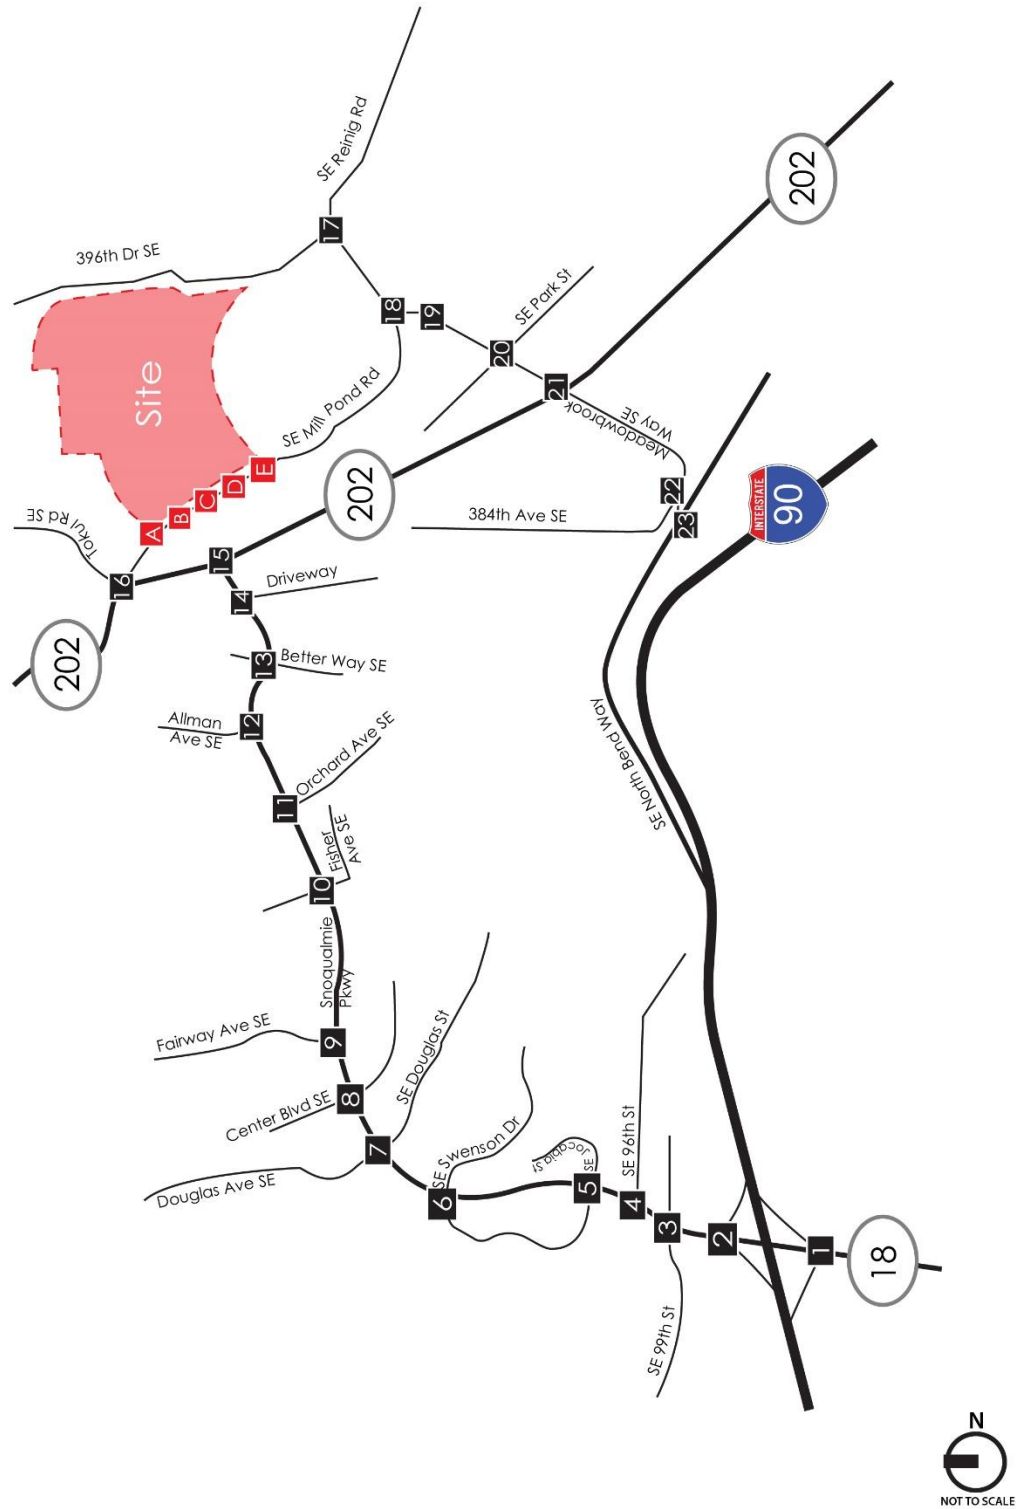 SE Reinig Rd
202
17
396th Dr SE
Site
18
19
SE Park St
20
21
SE Mill Pond Rd
Meadowbrook
Way SE
Tokul Rd SE
A
B
C
D
E
202
384th Ave SE
22
23
INTERSTATE
90
16
15
14
Driveway
202
13
Better Way SE
Allman
Ave SE
12
Orchard Ave SE
11
SE North Bend Way
Fisher
Ave SE
10
Snoqualmie
Pkwy
Fairway Ave SE
9
Center Blvd SE
8
SE Douglas St
7
Douglas Ave SE
SE Swenson Dr
6
SE
Jacobia St
5
SE 96th St
4
3
2
1
SE 99th St
18
N
NOT TO SCALE